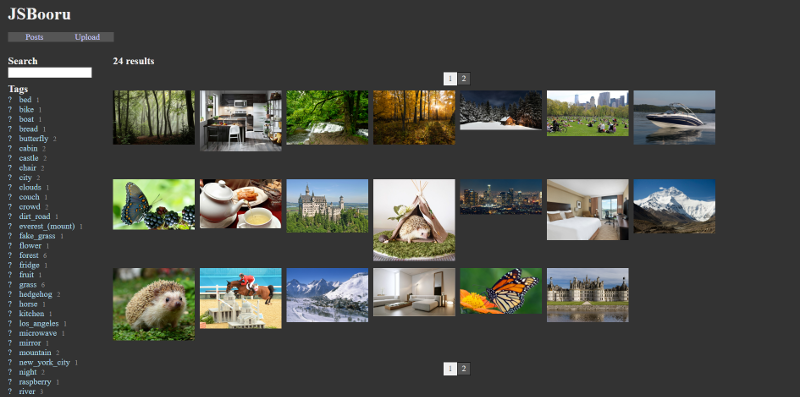 JSBooru
Posts Upload
Search
24 results
1 2
Tags
? bed 1
? bike 1
? boat 1
? bread 1
? butterfly 2
? cabin 2
? castle 2
? chair 2
? city 2
? clouds 1
? couch 1
? crowd 2
? dirt_road 1
? everest_(mount) 1
? fake_grass 1
? flower 1
? forest 6
? fridge 1
? fruit 1
? grass 6
? hedgehog 2
? horse 1
? kitchen 1
? los_angeles 1
? microwave 1
? mirror 1
? mountain 2
? new_york_city 1
? night 2
? raspberry 1
? river 1
1 2